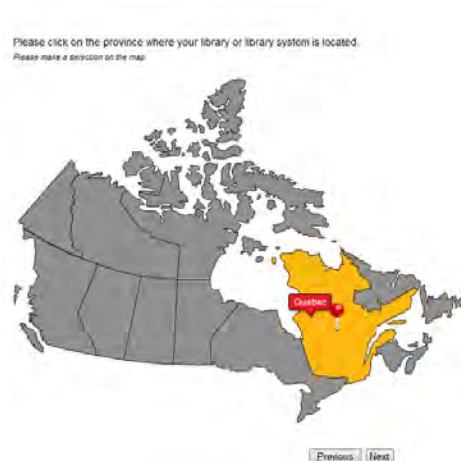 Please click on the province where your library or library system is located.
Please make a selection on the map.
Quebec
Previous Next